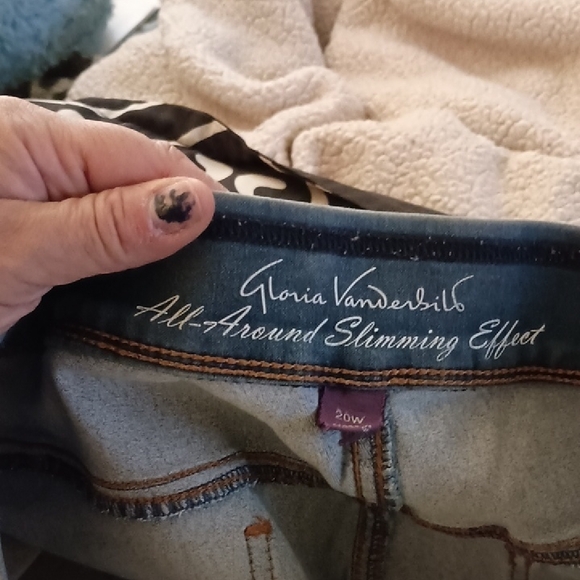 Gloria Vanderbilt
All-Around Slimming Effect
20W